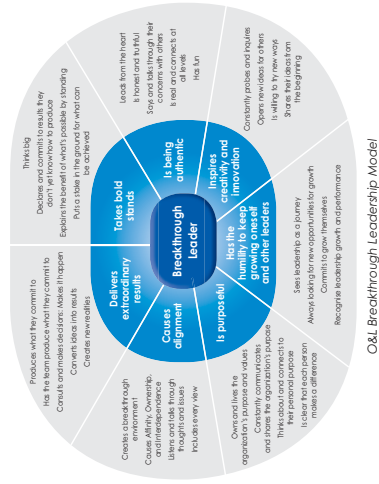 Thinks big
Declares and commits to results they
don't yet know how to produce
Explains the benefit of what's possible by standing
Puts a stake in the ground for what can
be achieved
Takes bold
stands
Leads from the heart
Is honest and truthful
Says and talks through their
concerns with others
Is real and connects at
all levels
Has fun
Is being
authentic
Constantly probes and inquires
Opens new ideas for others
Is willing to try new ways
Shares their ideas from
the beginning
Inspires
creativity and
innovation
Has the
humility to keep
growing oneself
and other leaders
Sees leadership as a journey
Always looking for new opportunities for growth
Commits to grow themselves
Recognise leadership growth and performance
Is purposeful
Owns and lives the
organization's purpose and values
Constantly communicates
and shares the organization's purpose
Thinks about and connects to
their personal purpose
Is clear that each person
makes a difference
Causes
alignment
Creates a breakthrough
environment
Causes Affinity, Ownership,
and Interdependence
Listens and talks through
thoughts and issues
Includes every view
Delivers
extraordinary
results
Produces what they commit to
Has the team produce what they commit to
Consults and makes decisions: Makes it happen
Converts ideas into results
Creates new realities
Breakthrough
Leader
O&L Breakthrough Leadership Model